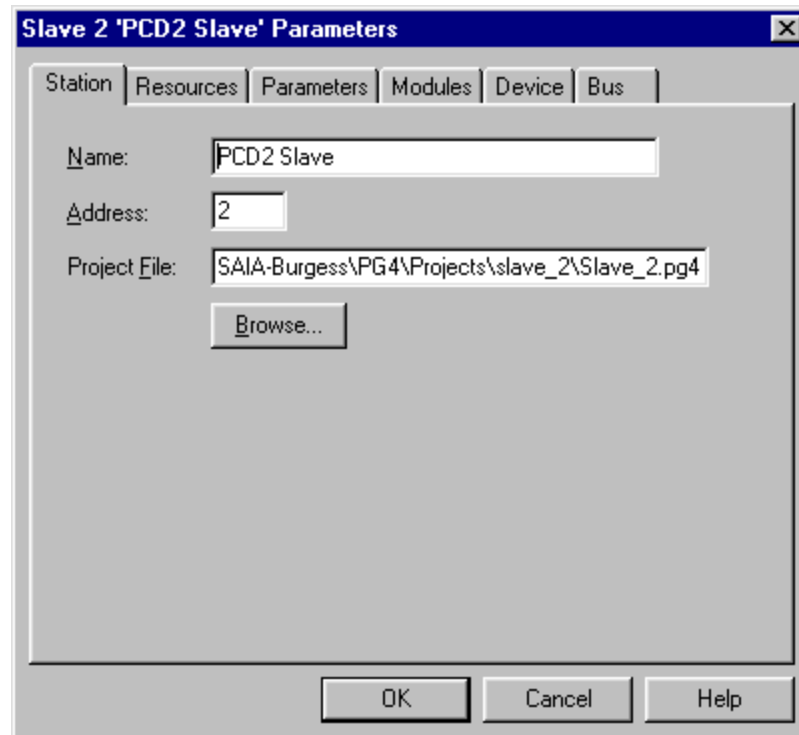 Slave 2 'PCD2 Slave' Parameters
Station Resources Parameters Modules Device Bus
Name: PCD2 Slave
Address: 2
Project File: SAIA-Burgess\PG4\Projects\slave_2\Slave_2.pg4
Browse...
OK Cancel Help